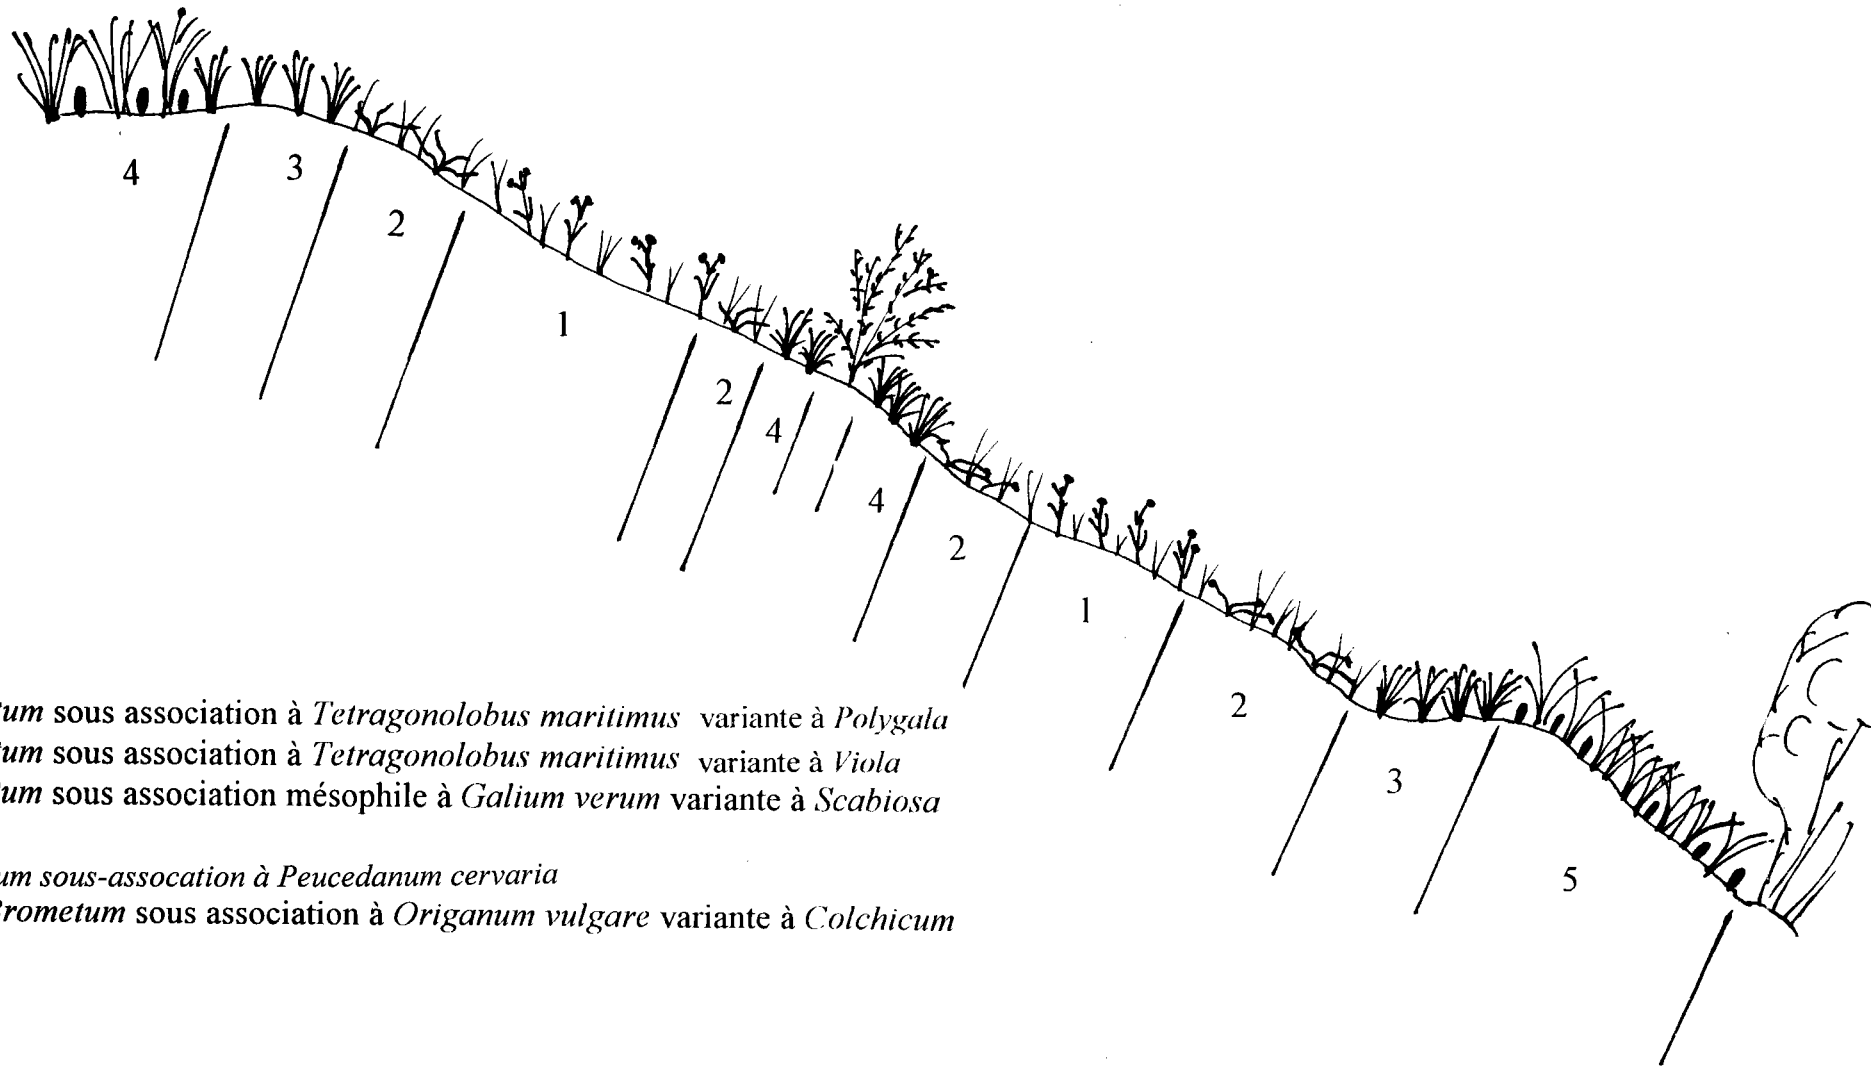 4
3
2
1
2
4
4
2
1
2
3
5
um sous association à Tetragonolobus maritimus variante à Polygala
um sous association à Tetragonolobus maritimus variante à Viola
um sous association mésophile à Galium verum variante à Scabiosa
um sous-assocation à Peucedanum cervaria
rometum sous association à Origanum vulgare variante à Colchicum